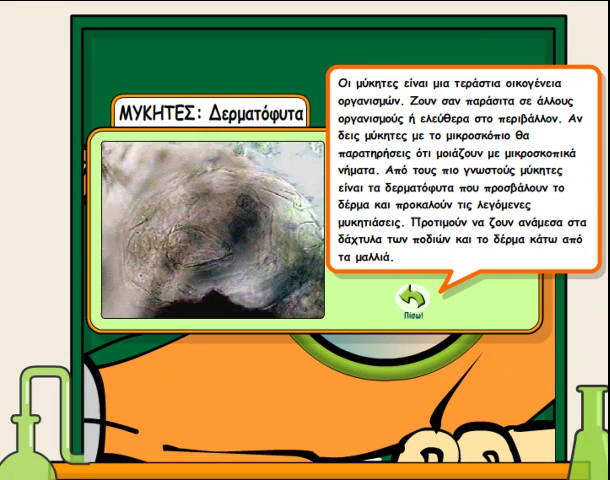 ΜΥΚΗΤΕΣ: Δερματόφυτα
Οι μύκητες είναι μια τεράστια οικογένεια
οργανισμών. Ζουν σαν παράσιτα σε άλλους
οργανισμούς ή ελεύθερα στο περιβάλλον. Αν
δεις μύκητες με το μικροσκόπιο θα
παρατηρήσεις ότι μοιάζουν με μικροσκοπικά
νήματα. Από τους πιο γνωστούς μύκητες
είναι τα δερματόφυτα που προσβάλουν το
δέρμα και προκαλούν τις λεγόμενες
μυκητιάσεις. Προτιμούν να ζουν ανάμεσα στα
δάχτυλα των ποδιών και το δέρμα κάτω από
τα μαλλιά.
Πίσω!